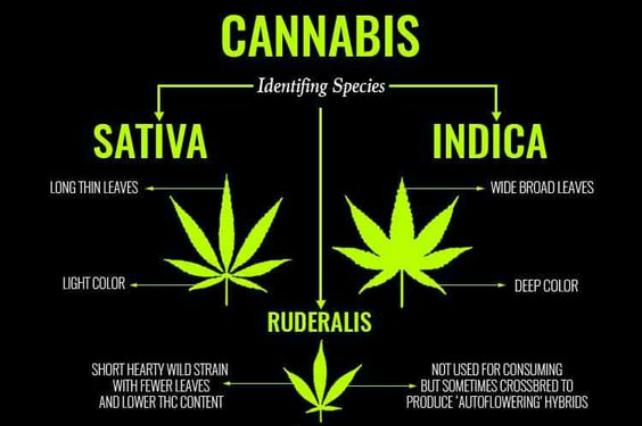 CANNABIS
Identifing Species
SATIVA
INDICA
LONG THIN LEAVES
WIDE BROAD LEAVES
LIGHT COLOR
DEEP COLOR
RUDERALIS
SHORT HEARTY WILD STRAIN
WITH FEWER LEAVES
AND LOWER THC CONTENT
NOT USED FOR CONSUMING
BUT SOMETIMES CROSSBRED TO
PRODUCE 'AUTOFLOWERING' HYBRIDS